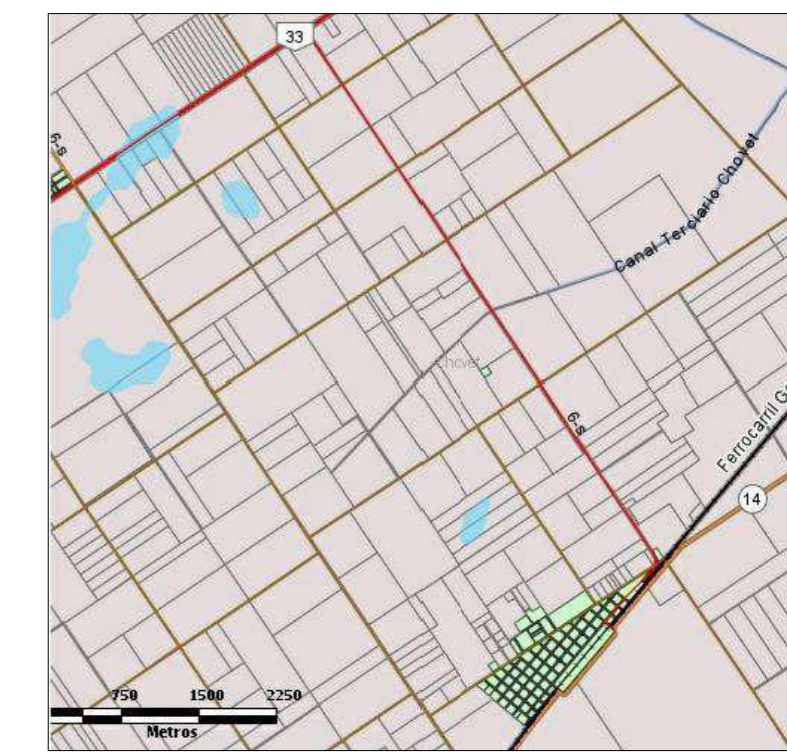 33
6-s
Canal Terciario Chovet
Chovet
6-s
Ferrocarril G
14
750 1500 2250
Metros